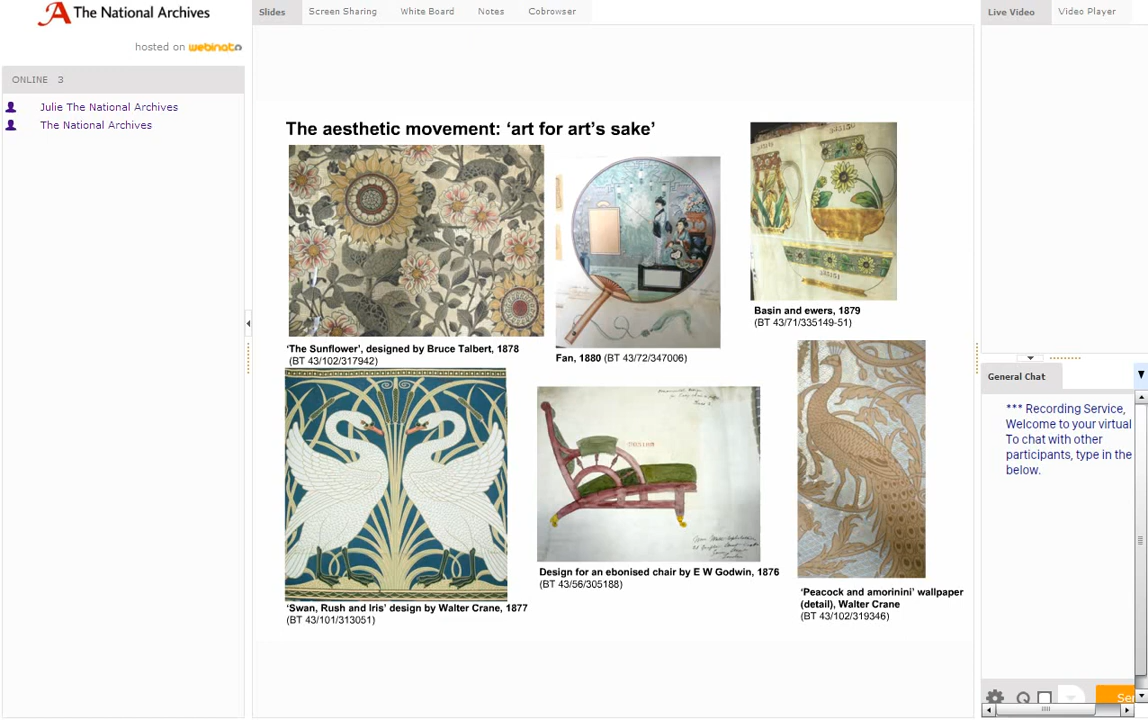 The National Archives
hosted on webinato
ONLINE 3
Julie The National Archives
The National Archives
Slides
Screen Sharing
White Board
Notes
Cobrowser
The aesthetic movement: ‘art for art’s sake’
‘The Sunflower’, designed by Bruce Talbert, 1878
(BT 43/102/317942)
Fan, 1880 (BT 43/72/347006)
Basin and ewers, 1879
(BT 43/71/335149-51)
‘Swan, Rush and Iris’ design by Walter Crane, 1877
(BT 43/101/313051)
Design for an ebonised chair by E W Godwin, 1876
(BT 43/56/305188)
‘Peacock and amorinini’ wallpaper
(detail), Walter Crane
(BT 43/102/319346)
Live Video
Video Player
General Chat
*** Recording Service,
Welcome to your virtual
To chat with other
participants, type in the
below.